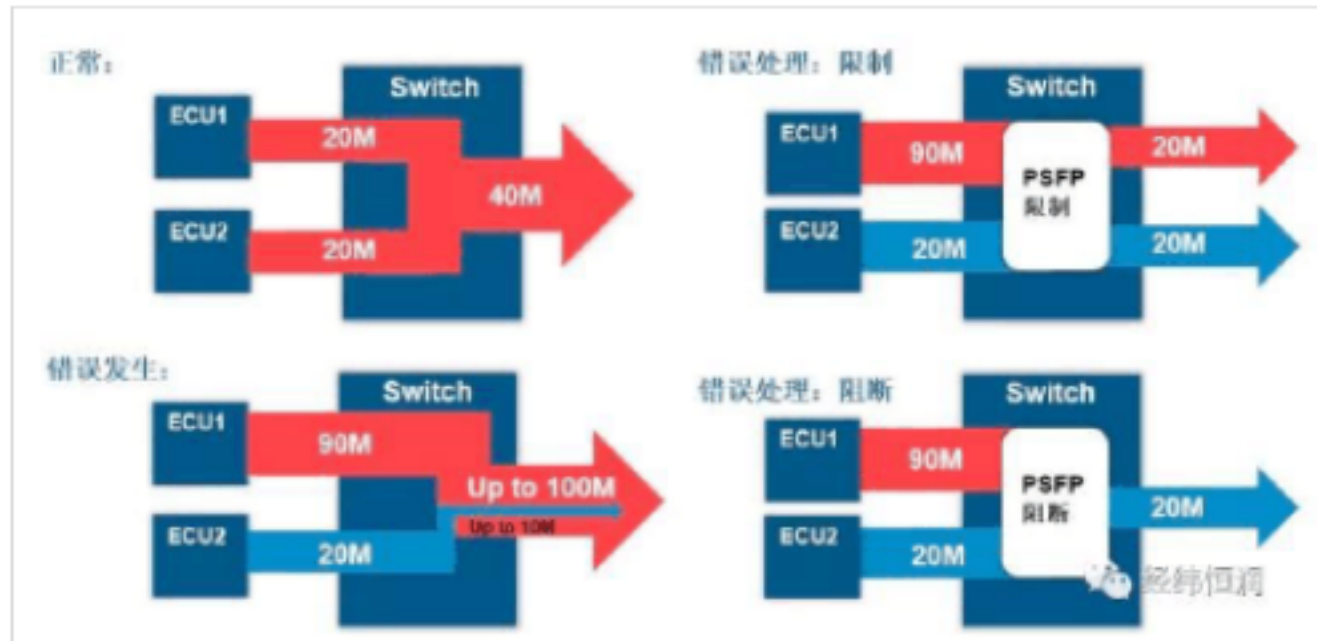 正常：
Switch
ECU1
20M
40M
ECU2
20M
错误处理：限制
Switch
ECU1
90M
PSFP
限制
20M
ECU2
20M
20M
错误发生：
Switch
ECU1
90M
Up to 100M
Up to 10M
ECU2
20M
错误处理：阻断
Switch
ECU1
90M
PSFP
阻断
20M
ECU2
20M
经纬恒润